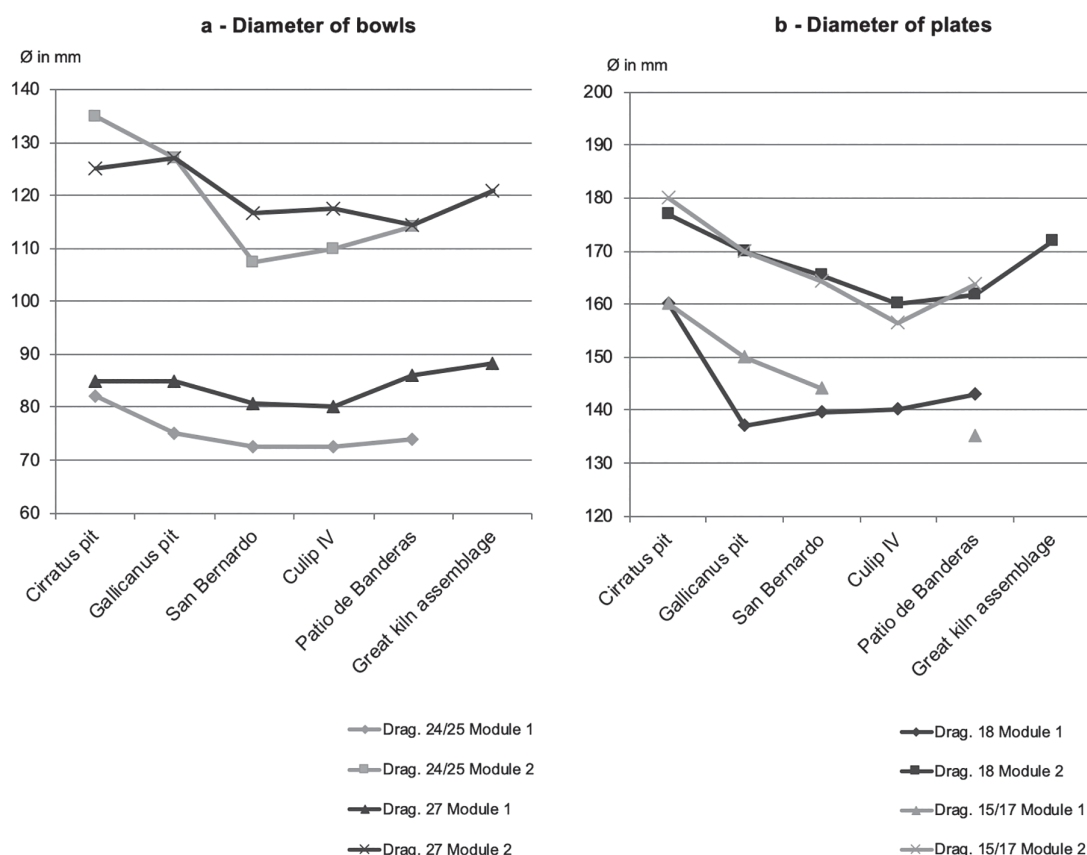 a - Diameter of bowls
Ø in mm
140
130
120
110
100
90
80
70
60
Cirratus pit
Gallicanus pit
San Bernardo
Culip IV
Patio de Banderas
Great kiln assemblage
Drag. 24/25 Module 1
Drag. 24/25 Module 2
Drag. 27 Module 1
Drag. 27 Module 2
b - Diameter of plates
Ø in mm
200
190
180
170
160
150
140
130
120
Cirratus pit
Gallicanus pit
San Bernardo
Culip IV
Patio de Banderas
Great kiln assemblage
Drag. 18 Module 1
Drag. 18 Module 2
Drag. 15/17 Module 1
Drag. 15/17 Module 2